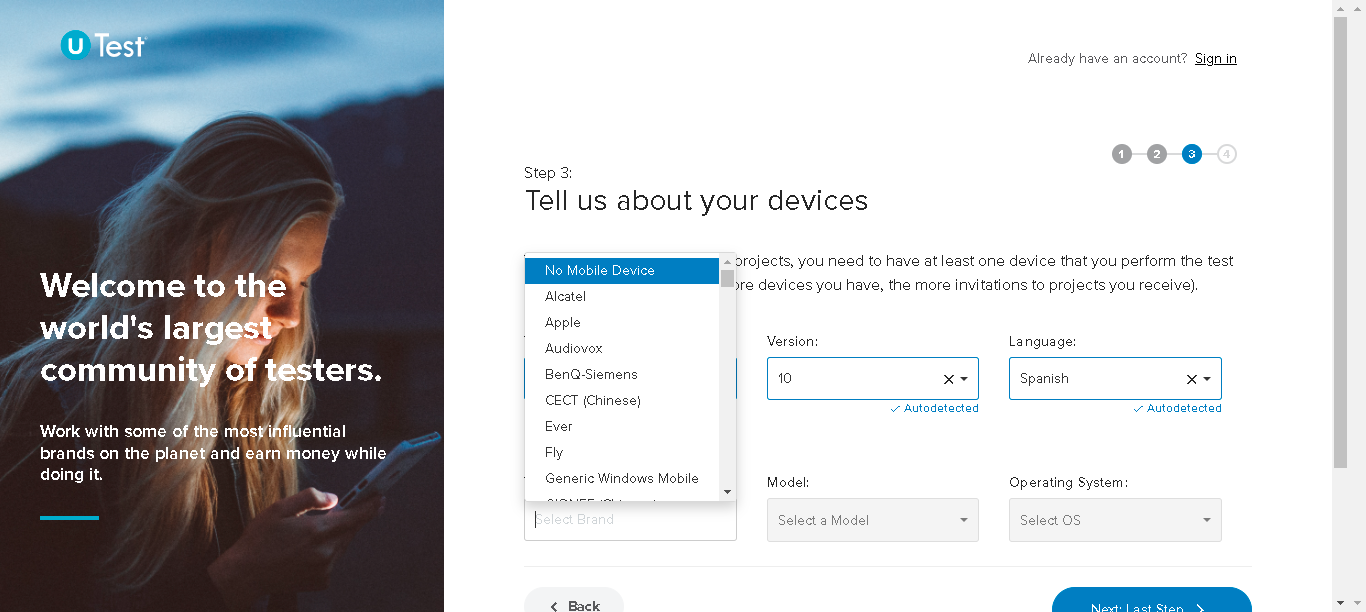 U Test
Already have an account? Sign in
1 2 3 4
Step 3:
Tell us about your devices
projects, you need to have at least one device that you perform the test
ore devices you have, the more invitations to projects you receive).
No Mobile Device
Alcatel
Apple
Audiovox
BenQ-Siemens
CECT (Chinese)
Ever
Fly
Generic Windows Mobile
Select Brand
Version:
10
Autodetected
Language:
Spanish
Autodetected
Model:
Select a Model
Operating System:
Select OS
Back
Next: Last Step
Welcome to the
world's largest
community of testers.
Work with some of the most influential
brands on the planet and earn money while
doing it.